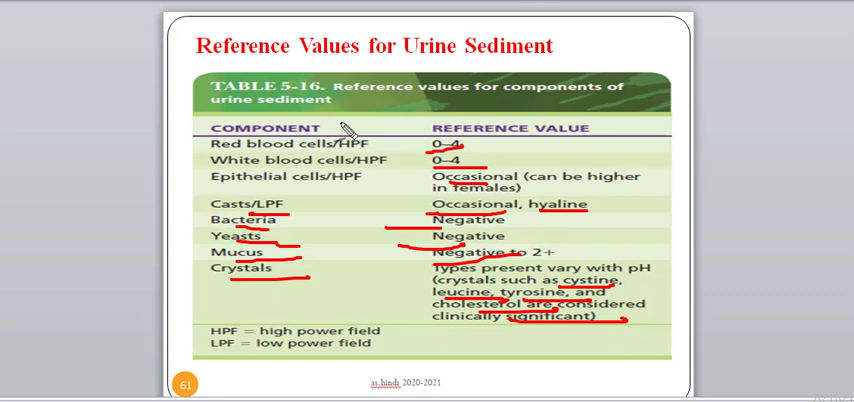 Reference Values for Urine Sediment
TABLE 5-16. Reference values for components of
urine sediment
COMPONENT REFERENCE VALUE
Red blood cells/HPF 0–4
White blood cells/HPF 0–4
Epithelial cells/HPF Occasional (can be higher
in females)
Casts/LPF Occasional, hyaline
Bacteria Negative
Yeasts Negative
Mucus Negative to 2+
Crystals Types present vary with pH
(crystals such as cystine,
leucine, tyrosine, and
cholesterol are considered
clinically significant)
HPF = high power field
LPF = low power field
61
as.hindi 2020-2021